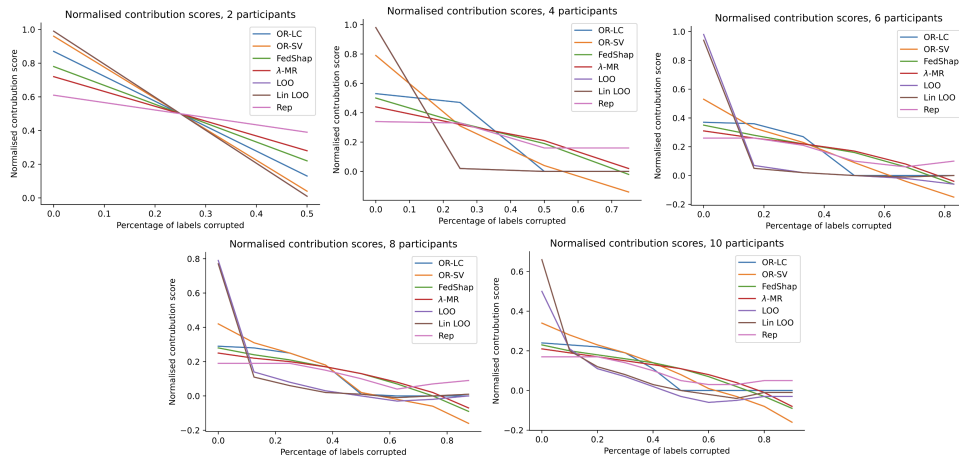 Normalised contribution scores, 2 participants
1.0
0.8
0.6
0.4
0.2
0.0
Normalised contrubution score
0.0
0.1
0.2
0.3
0.4
0.5
Percentage of labels corrupted
OR-LC
OR-SV
FedShap
λ-MR
LOO
Lin LOO
Rep
Normalised contribution scores, 4 participants
1.0
0.8
0.6
0.4
0.2
0.0
Normalised contrubution score
0.0
0.1
0.2
0.3
0.4
0.5
0.6
0.7
Percentage of labels corrupted
OR-LC
OR-SV
FedShap
λ-MR
LOO
Lin LOO
Rep
Normalised contribution scores, 6 participants
1.0
0.8
0.6
0.4
0.2
0.0
−0.2
Normalised contrubution score
0.0
0.2
0.4
0.6
0.8
Percentage of labels corrupted
OR-LC
OR-SV
FedShap
λ-MR
LOO
Lin LOO
Rep
Normalised contribution scores, 8 participants
0.8
0.6
0.4
0.2
0.0
−0.2
Normalised contrubution score
0.0
0.2
0.4
0.6
0.8
Percentage of labels corrupted
OR-LC
OR-SV
FedShap
λ-MR
LOO
Lin LOO
Rep
Normalised contribution scores, 10 participants
0.6
0.4
0.2
0.0
−0.2
Normalised contrubution score
0.0
0.2
0.4
0.6
0.8
Percentage of labels corrupted
OR-LC
OR-SV
FedShap
λ-MR
LOO
Lin LOO
Rep